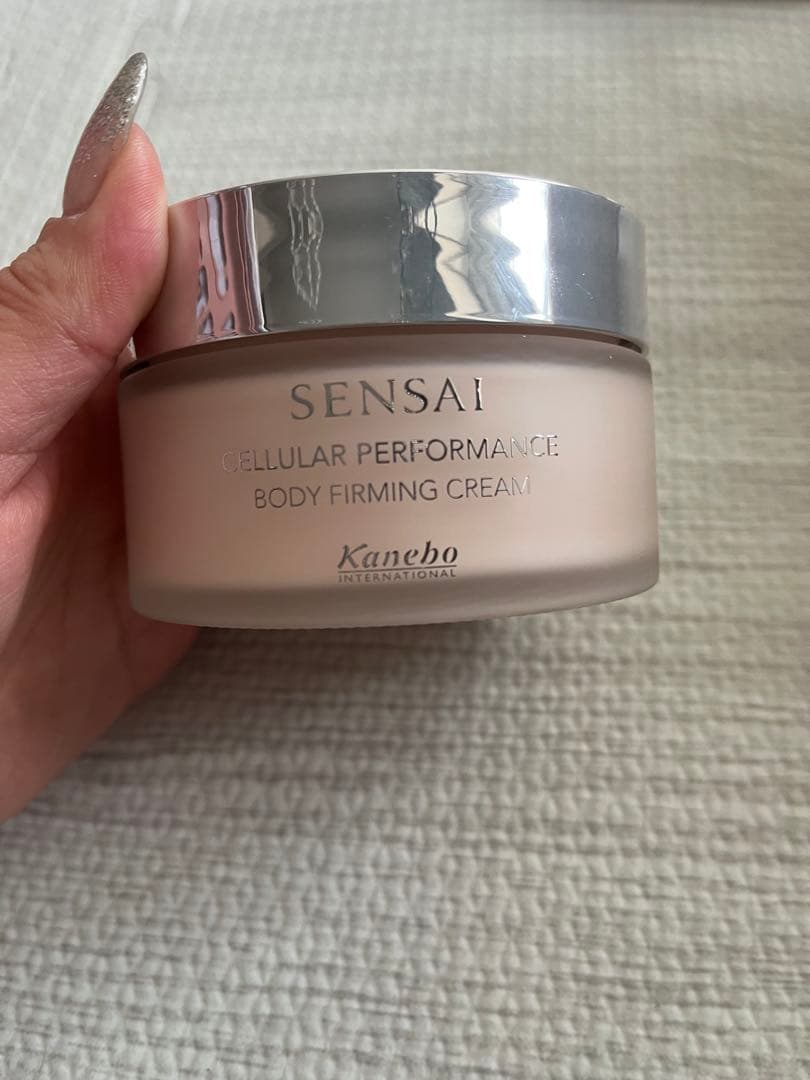 SENSAI
CELLULAR PERFORMANCE
BODY FIRMING CREAM
Kanebo
INTERNATIONAL